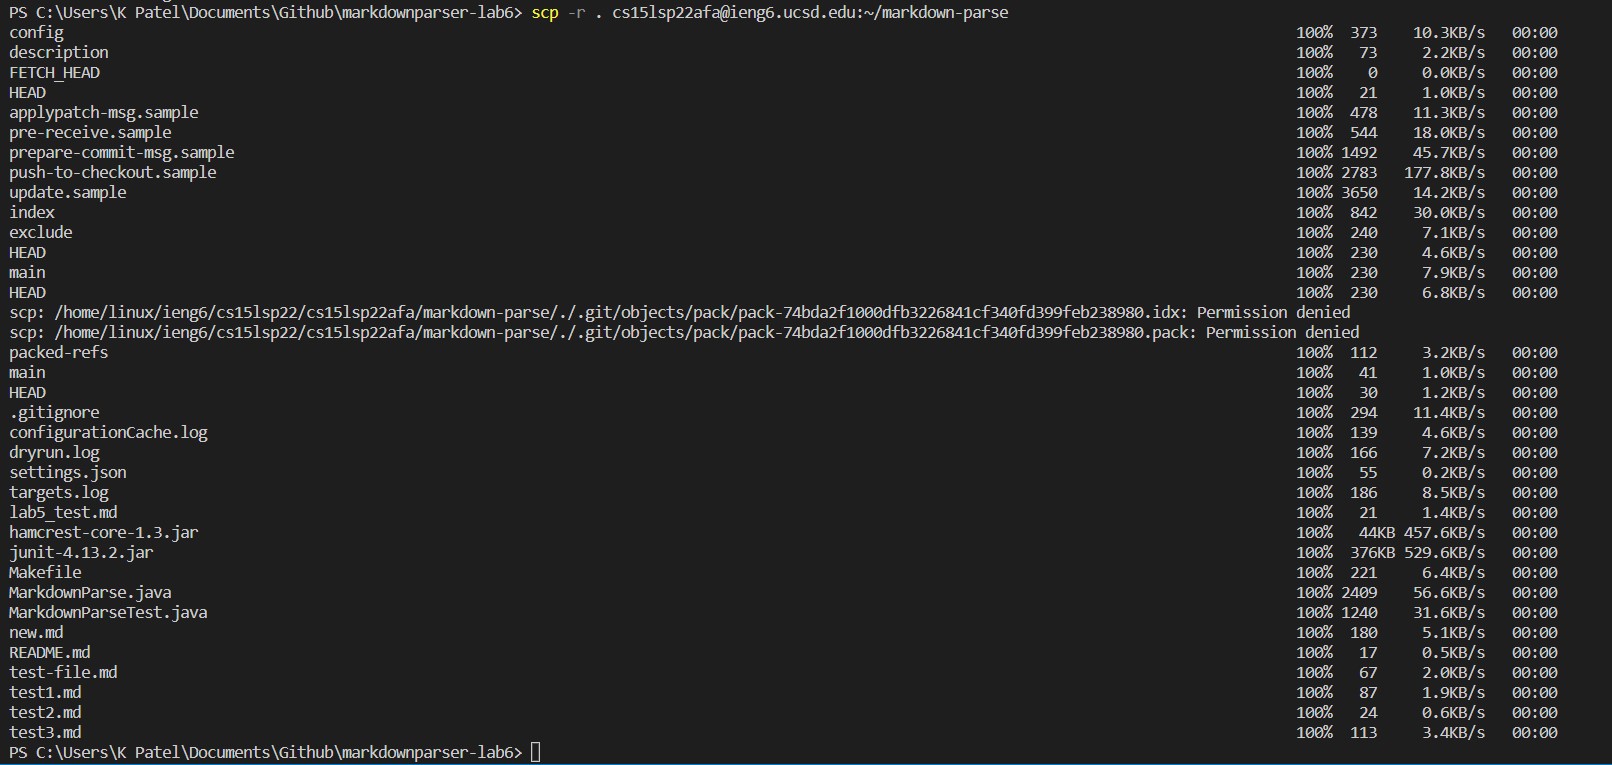 PS C:\Users\K Patel\Documents\Github\markdownparser-lab6> scp -r . cs15lsp22afa@ieng6.ucsd.edu:~/markdown-parse
config 100% 373 10.3KB/s 00:00
description 100% 73 2.2KB/s 00:00
FETCH_HEAD 100% 0 0.0KB/s 00:00
HEAD 100% 21 1.0KB/s 00:00
applypatch-msg.sample 100% 478 11.3KB/s 00:00
pre-receive.sample 100% 544 18.0KB/s 00:00
prepare-commit-msg.sample 100% 1492 45.7KB/s 00:00
push-to-checkout.sample 100% 2783 177.8KB/s 00:00
update.sample 100% 3650 14.2KB/s 00:00
index 100% 842 30.0KB/s 00:00
exclude 100% 240 7.1KB/s 00:00
HEAD 100% 230 4.6KB/s 00:00
main 100% 230 7.9KB/s 00:00
HEAD 100% 230 6.8KB/s 00:00
scp: /home/linux/ieng6/cs15lsp22/cs15lsp22afa/markdown-parse/./.git/objects/pack/pack-74bda2f1000dfb3226841cf340fd399feb238980.idx: Permission denied
scp: /home/linux/ieng6/cs15lsp22/cs15lsp22afa/markdown-parse/./.git/objects/pack/pack-74bda2f1000dfb3226841cf340fd399feb238980.pack: Permission denied
packed-refs 100% 112 3.2KB/s 00:00
main 100% 41 1.0KB/s 00:00
HEAD 100% 30 1.2KB/s 00:00
.gitignore 100% 294 11.4KB/s 00:00
configurationCache.log 100% 139 4.6KB/s 00:00
dryrun.log 100% 166 7.2KB/s 00:00
settings.json 100% 55 0.2KB/s 00:00
targets.log 100% 186 8.5KB/s 00:00
lab5_test.md 100% 21 1.4KB/s 00:00
hamcrest-core-1.3.jar 100% 44KB 457.6KB/s 00:00
junit-4.13.2.jar 100% 376KB 529.6KB/s 00:00
Makefile 100% 221 6.4KB/s 00:00
MarkdownParse.java 100% 2409 56.6KB/s 00:00
MarkdownParseTest.java 100% 1240 31.6KB/s 00:00
new.md 100% 180 5.1KB/s 00:00
README.md 100% 17 0.5KB/s 00:00
test-file.md 100% 67 2.0KB/s 00:00
test1.md 100% 87 1.9KB/s 00:00
test2.md 100% 24 0.6KB/s 00:00
test3.md 100% 113 3.4KB/s 00:00
PS C:\Users\K Patel\Documents\Github\markdownparser-lab6>